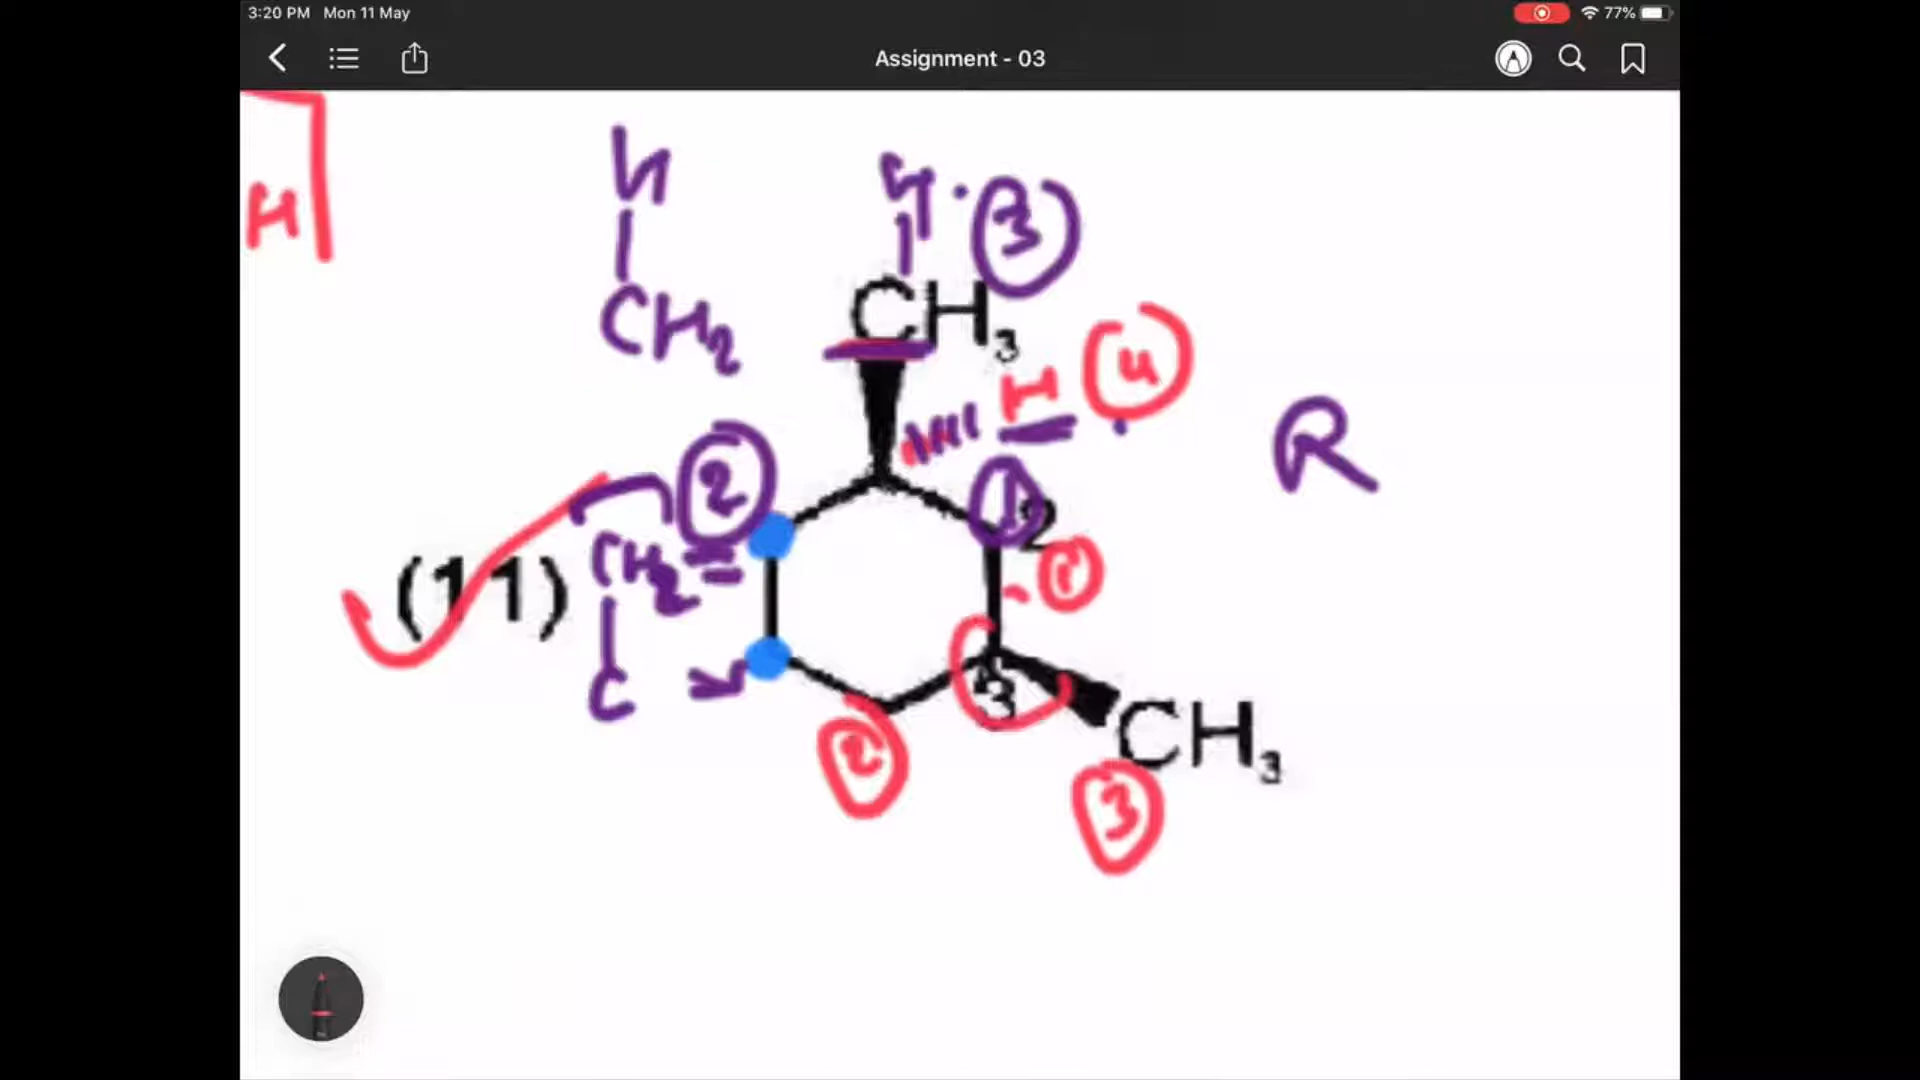 3:20 PM Mon 11 May
77%
Assignment - 03
H
H
CH2
3
CH3
H
4
R
2
1
2
(11)
CH2
1
C
3
2
CH3
3